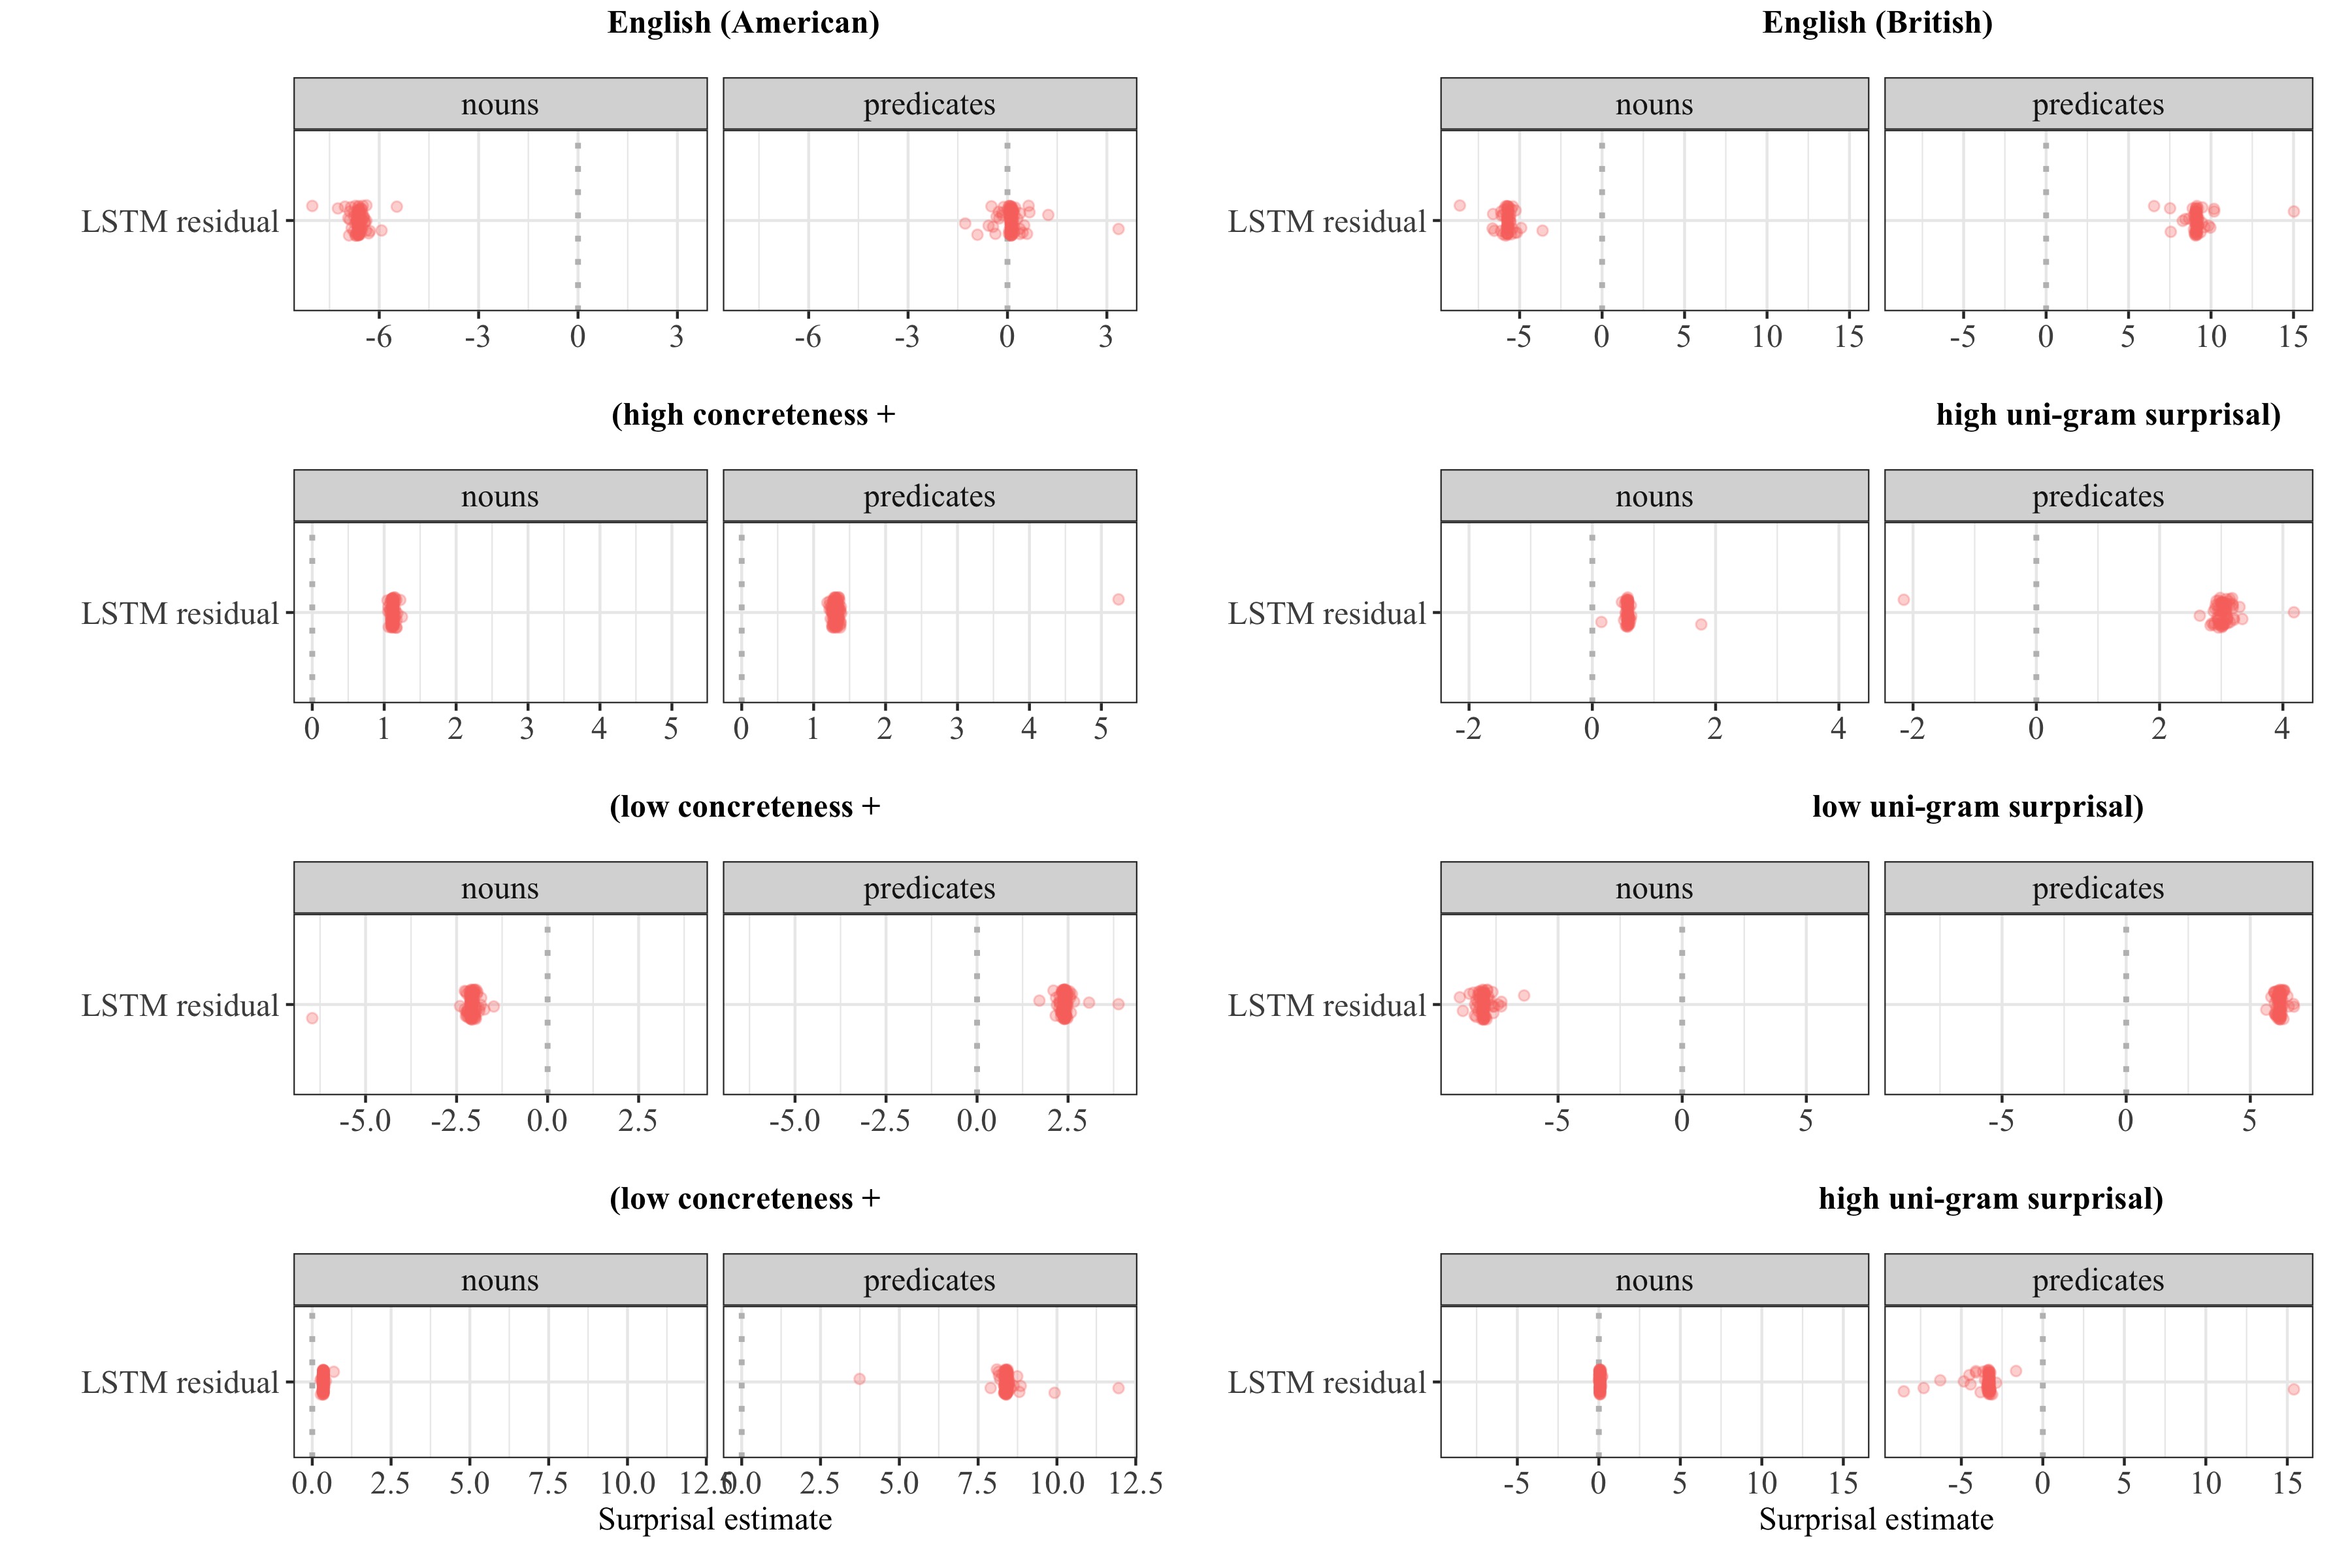 English (American) English (British)
nouns predicates nouns predicates
LSTM residual LSTM residual
-6 -3 0 3 -6 -3 0 3 -5 0 5 10 15 -5 0 5 10 15
(high concreteness + high uni-gram surprisal)
nouns predicates nouns predicates
LSTM residual LSTM residual
0 1 2 3 4 5 0 1 2 3 4 5 -2 0 2 4 -2 0 2 4
(low concreteness + low uni-gram surprisal)
nouns predicates nouns predicates
LSTM residual LSTM residual
-5.0 -2.5 0.0 2.5 -5.0 -2.5 0.0 2.5 -5 0 5 -5 0 5
(low concreteness + high uni-gram surprisal)
nouns predicates nouns predicates
LSTM residual LSTM residual
0.0 2.5 5.0 7.5 10.0 12.5 0.0 2.5 5.0 7.5 10.0 12.5 -5 0 5 10 15 -5 0 5 10 15
Surprisal estimate Surprisal estimate